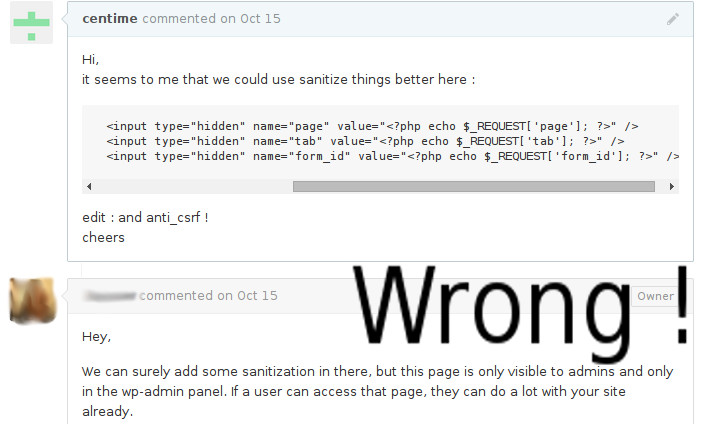 centime commented on Oct 15
Hi,
it seems to me that we could use sanitize things better here :
<input type="hidden" name="page" value="<?php echo $_REQUEST['page']; ?>" />
<input type="hidden" name="tab" value="<?php echo $_REQUEST['tab']; ?>" />
<input type="hidden" name="form_id" value="<?php echo $_REQUEST['form_id']; ?>" />
edit : and anti_csrf !
cheers
Wrong !
commented on Oct 15
Owner
Hey,
We can surely add some sanitization in there, but this page is only visible to admins and only
in the wp-admin panel. If a user can access that page, they can do a lot with your site
already.